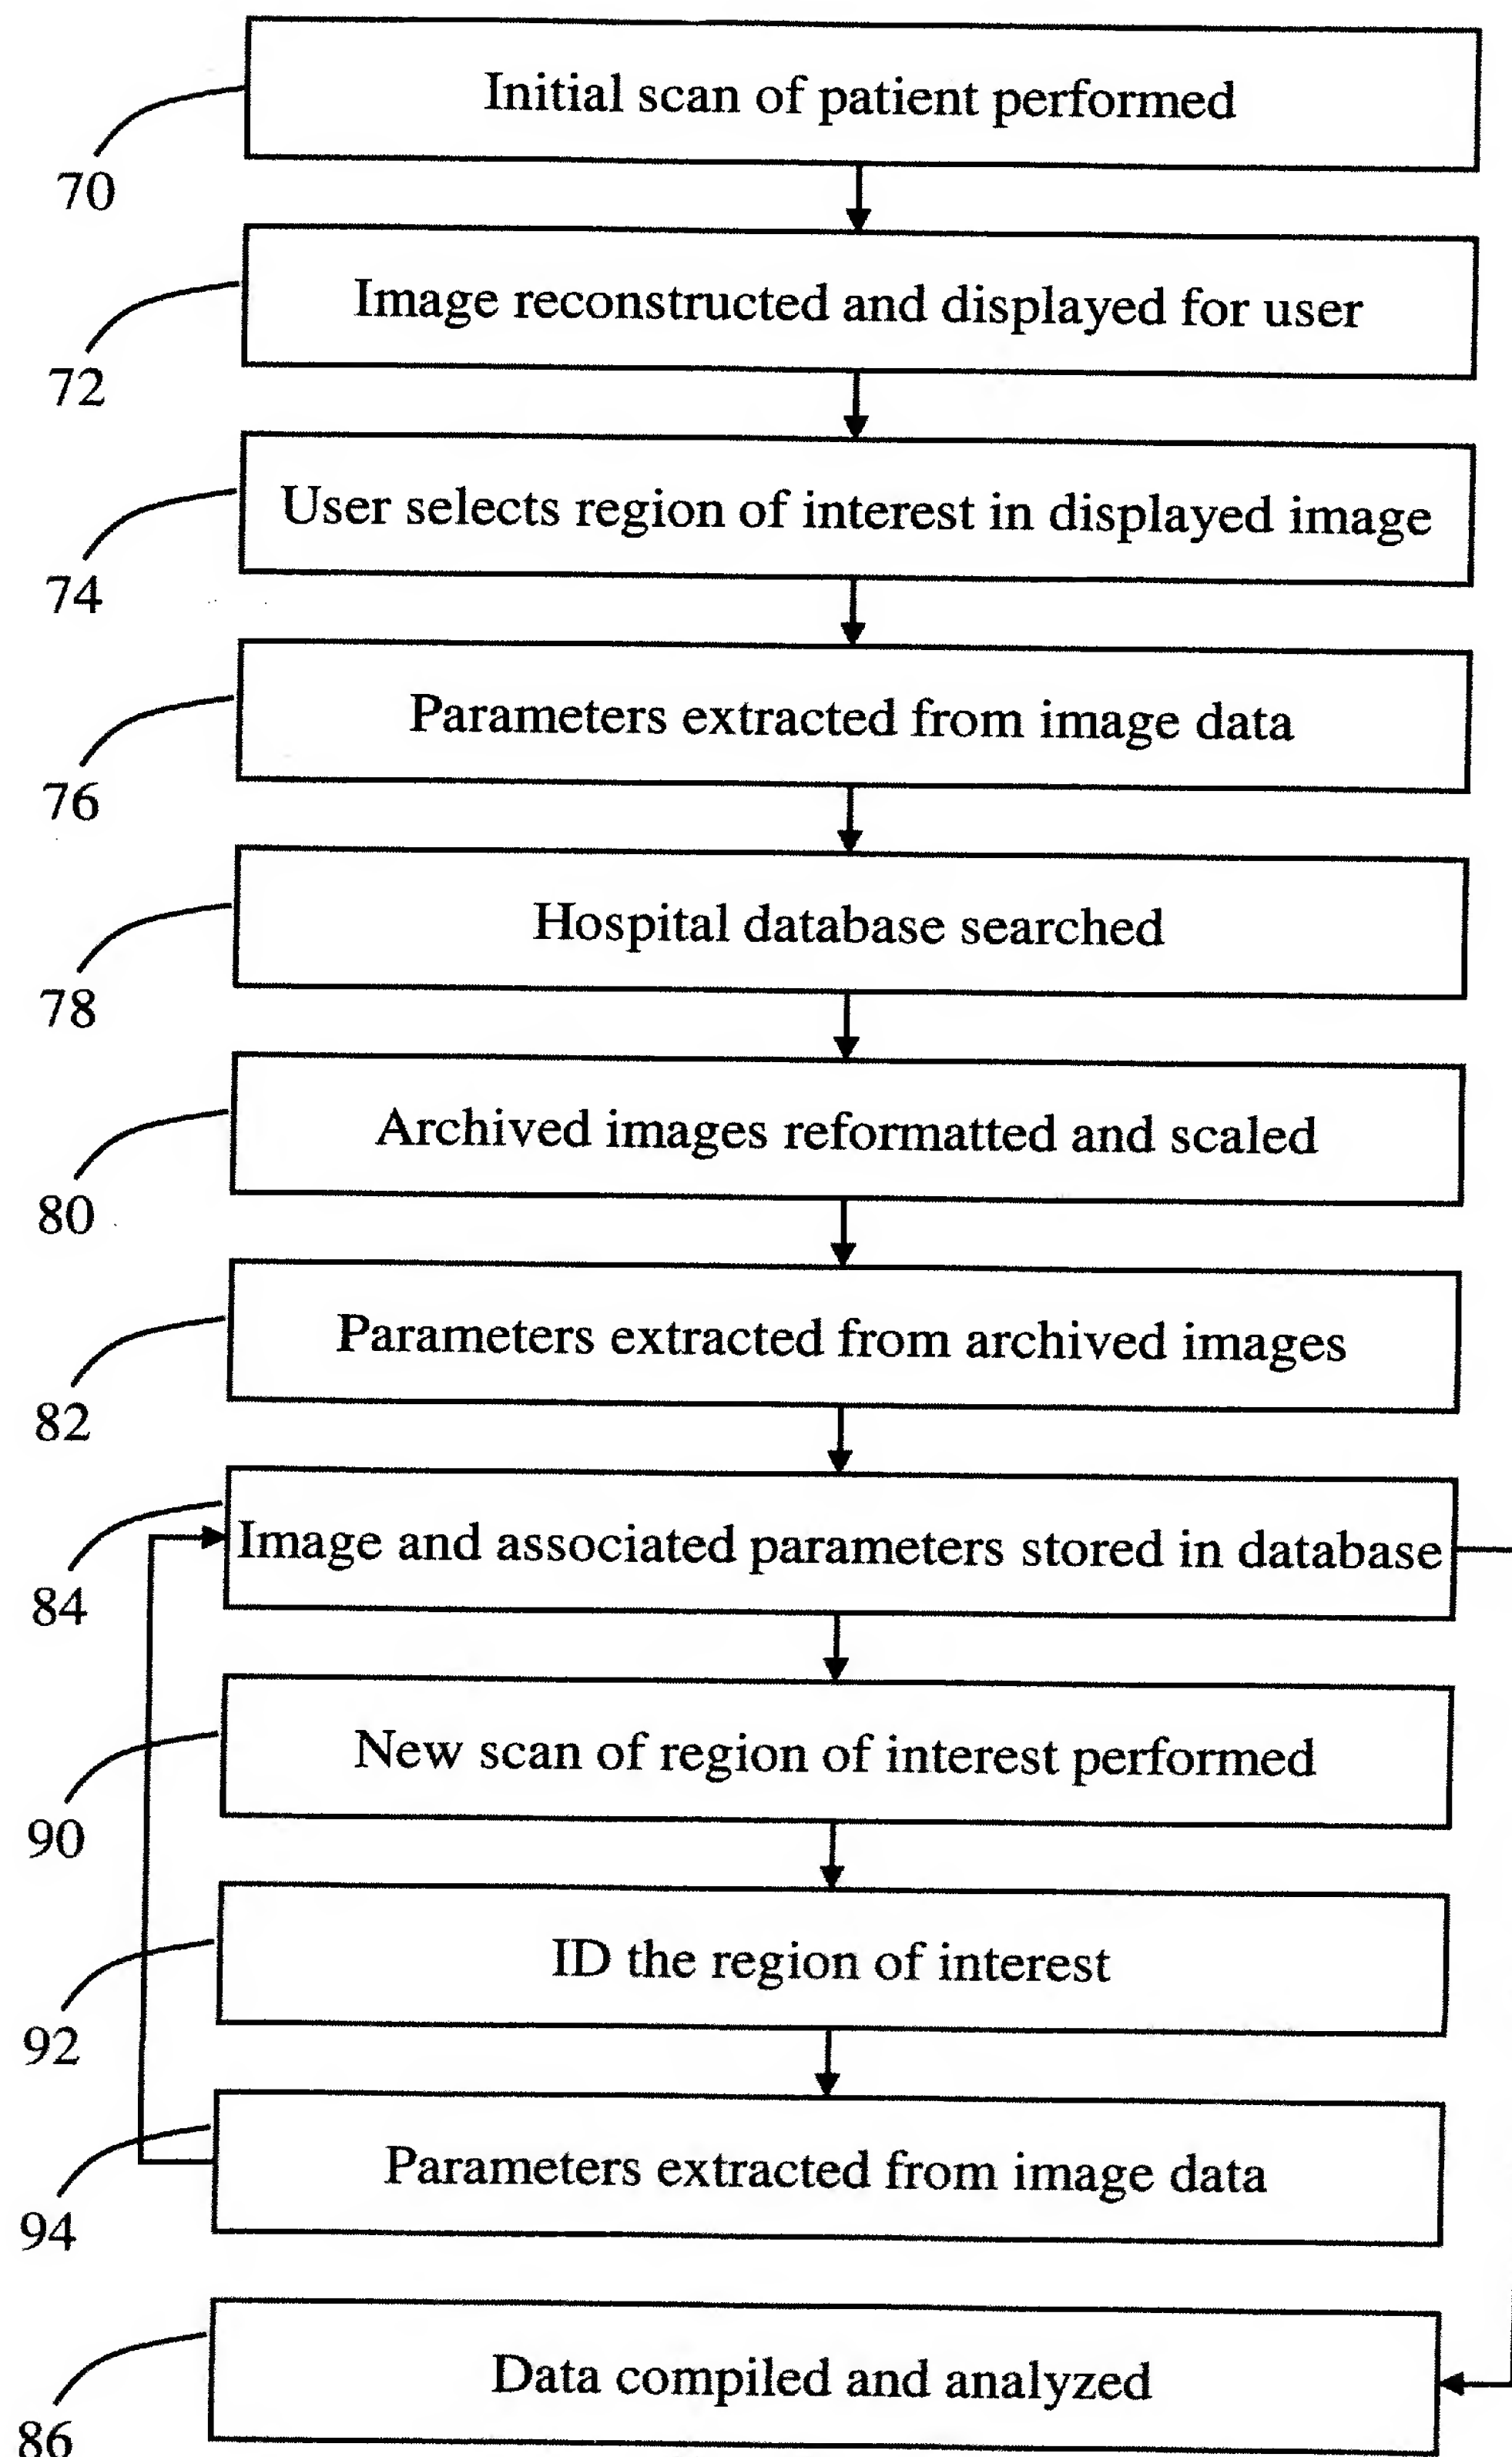 Initial scan of patient performed
70
Image reconstructed and displayed for user
72
User selects region of interest in displayed image
74
Parameters extracted from image data
76
Hospital database searched
78
Archived images reformatted and scaled
80
Parameters extracted from archived images
82
Image and associated parameters stored in database
84
New scan of region of interest performed
90
ID the region of interest
92
Parameters extracted from image data
94
Data compiled and analyzed
86